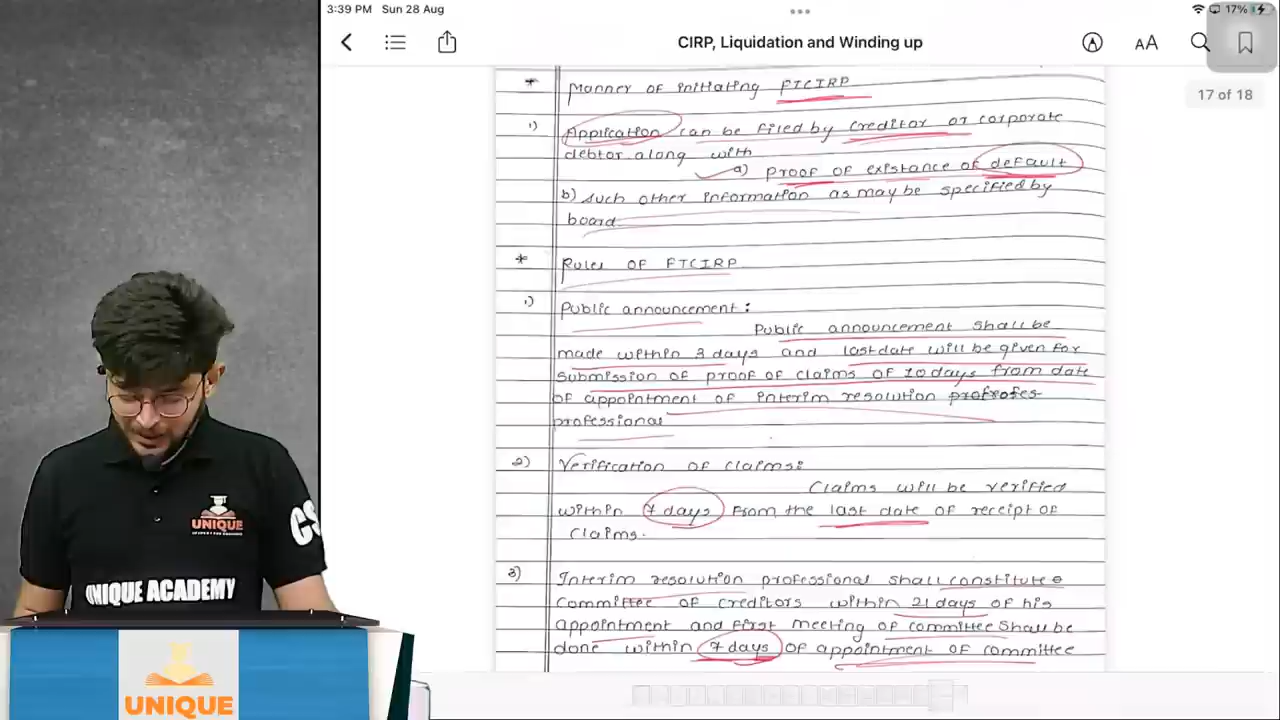 3:39 PM Sun 28 Aug
17%
CIRP, Liquidation and Winding up
AA
17 of 18
* Manner of initiating FTCIRP
1) Application can be filed by creditor or corporate
debtor along with
a) proof of existance of default
b) such other information as may be specified by
board
* Rules OF FTCIRP
1) Public announcement:
Public announcement shall be
made within 3 days and lastdate will be given for
submission of proof of claims of 10 days from date
of appointment of interim resolution profrofes-
professional
2) Verification of claims:
Claims will be verified
within 7 days from the last date of receipt of
claims.
3) Interim resolution professional shall constitute
committee of creditors within 21 days of his
appointment and first meeting of committee shall be
done within 7 days of appointment of committee
UNIQUE
UNIQUE ACADEMY
CS
UNIQUE